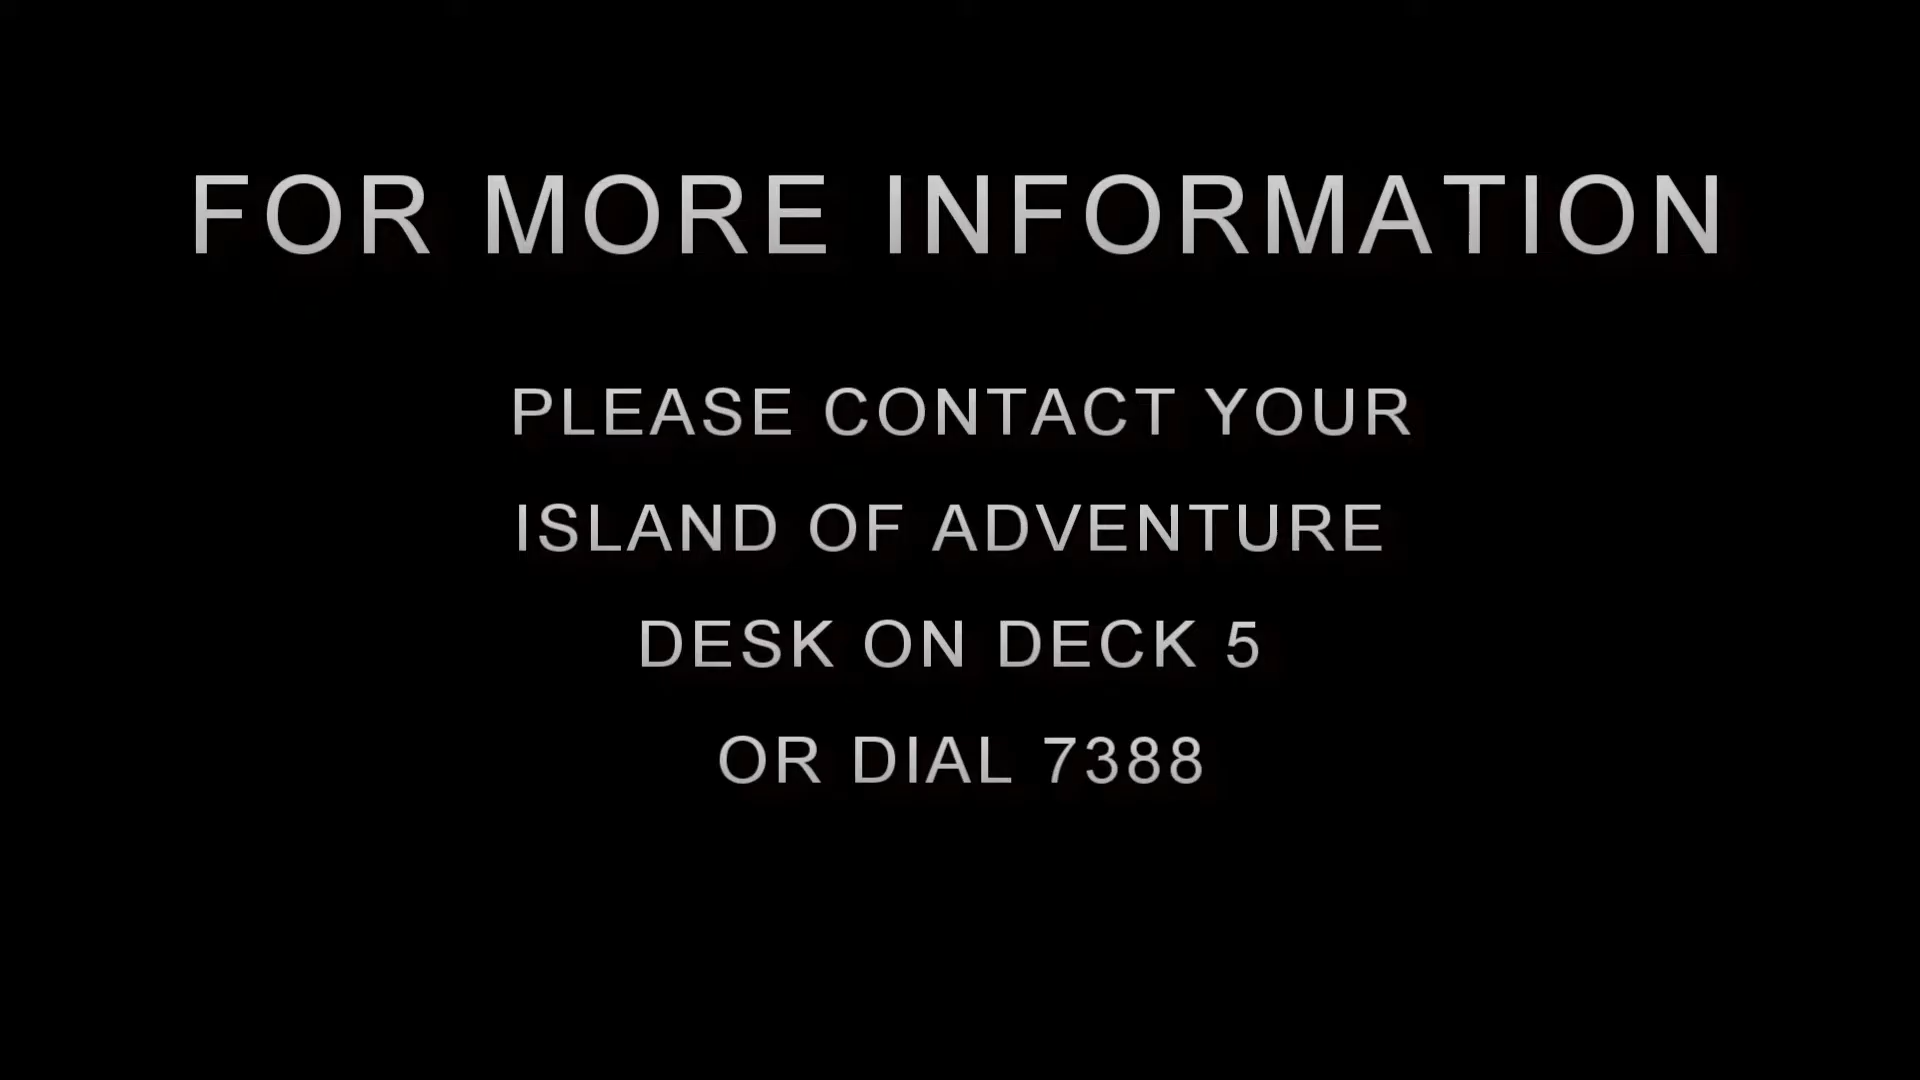 FOR MORE INFORMATION
PLEASE CONTACT YOUR
ISLAND OF ADVENTURE
DESK ON DECK 5
OR DIAL 7388